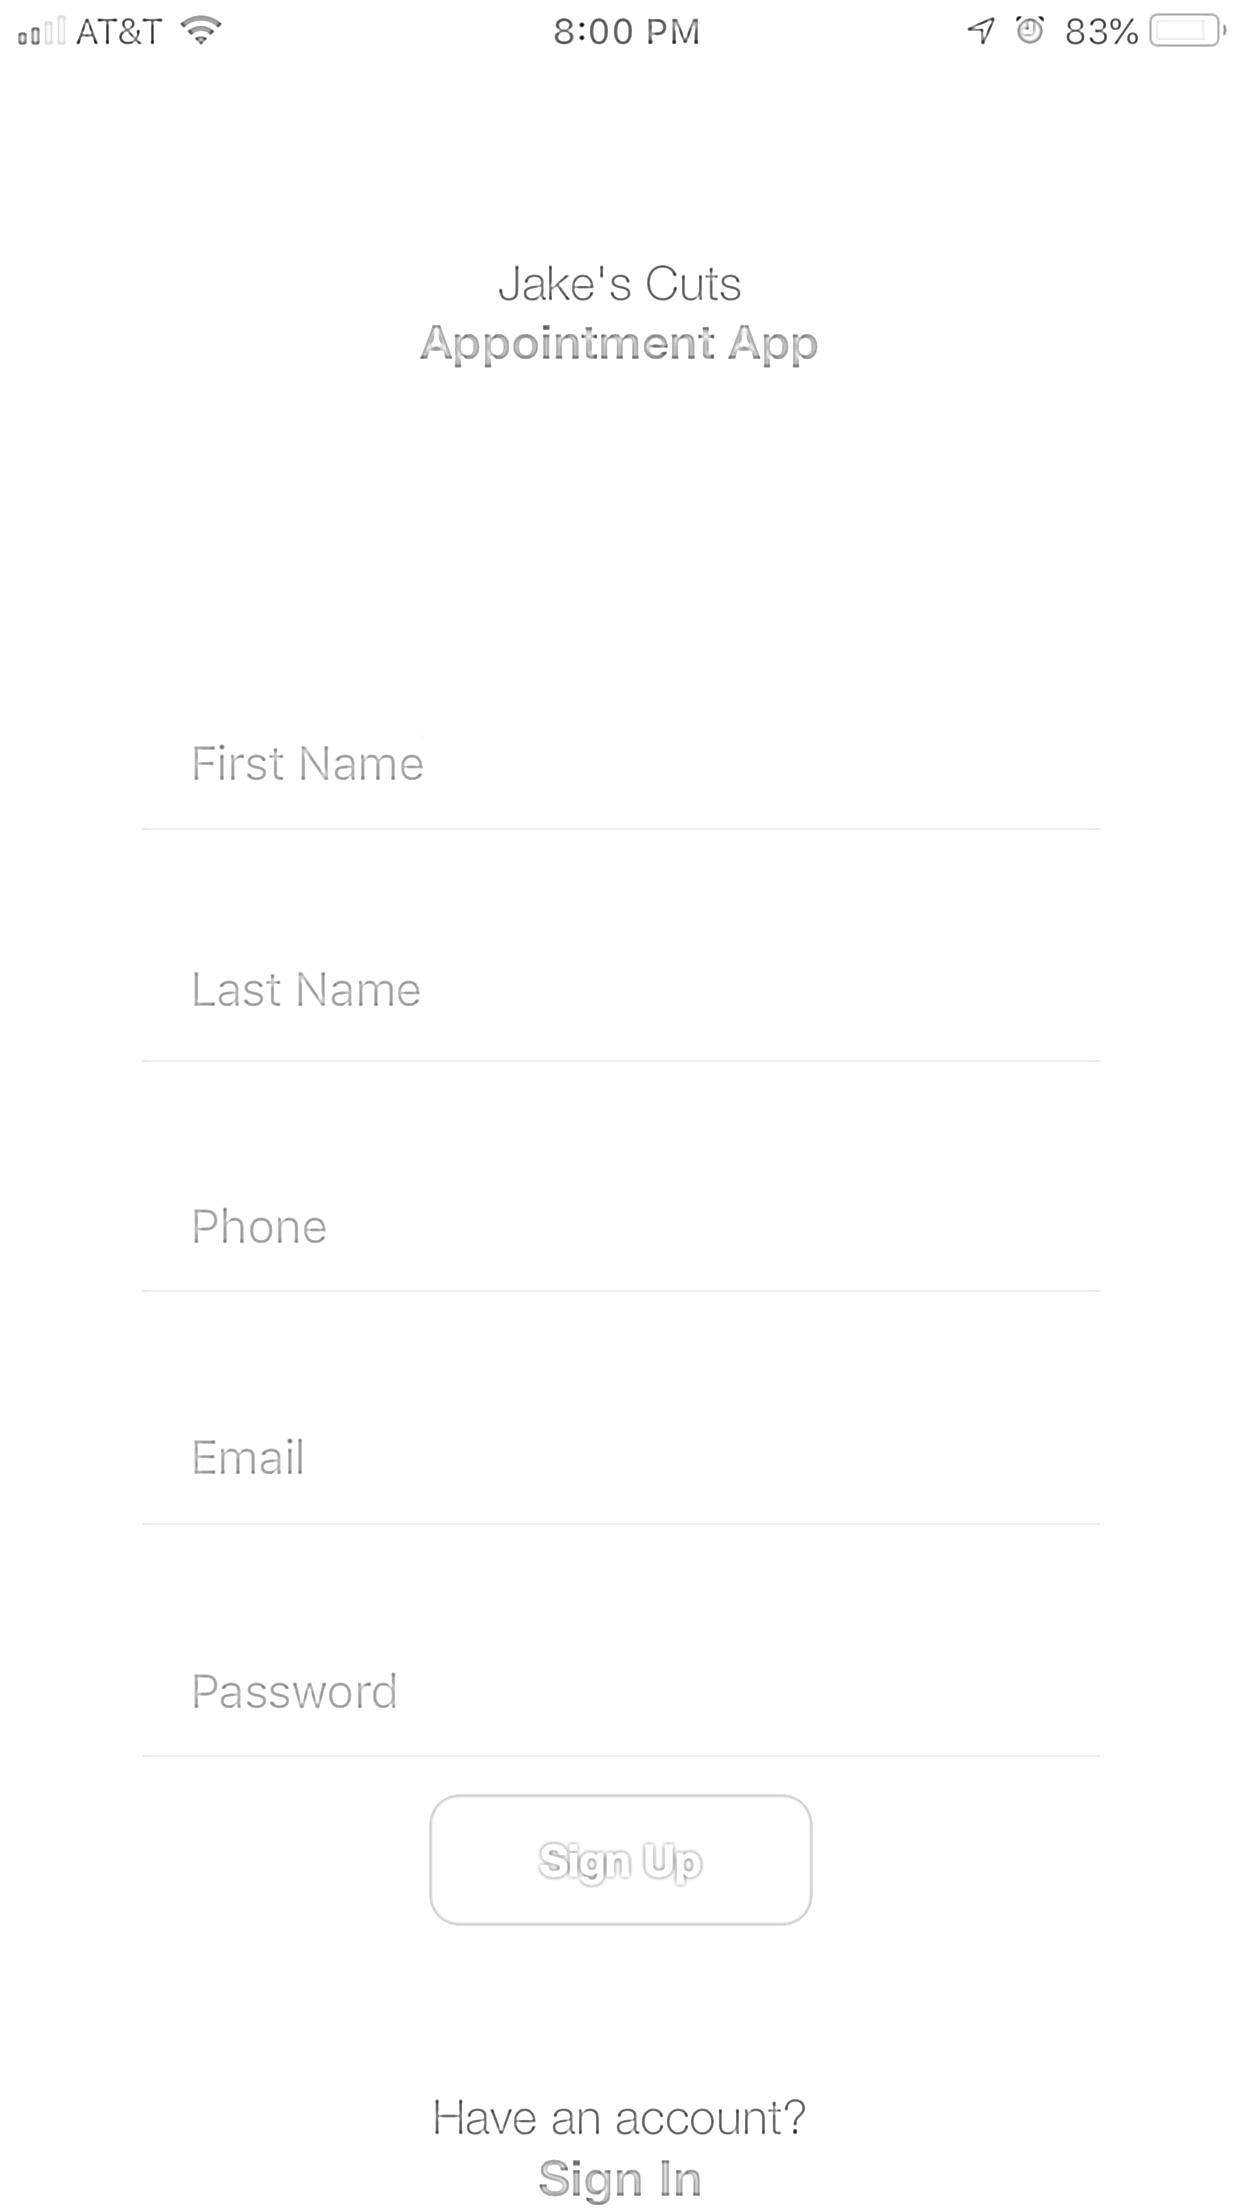 AT&T 8:00 PM 83%
Jake's Cuts
Appointment App
First Name
Last Name
Phone
Email
Password
Sign Up
Have an account?
Sign In